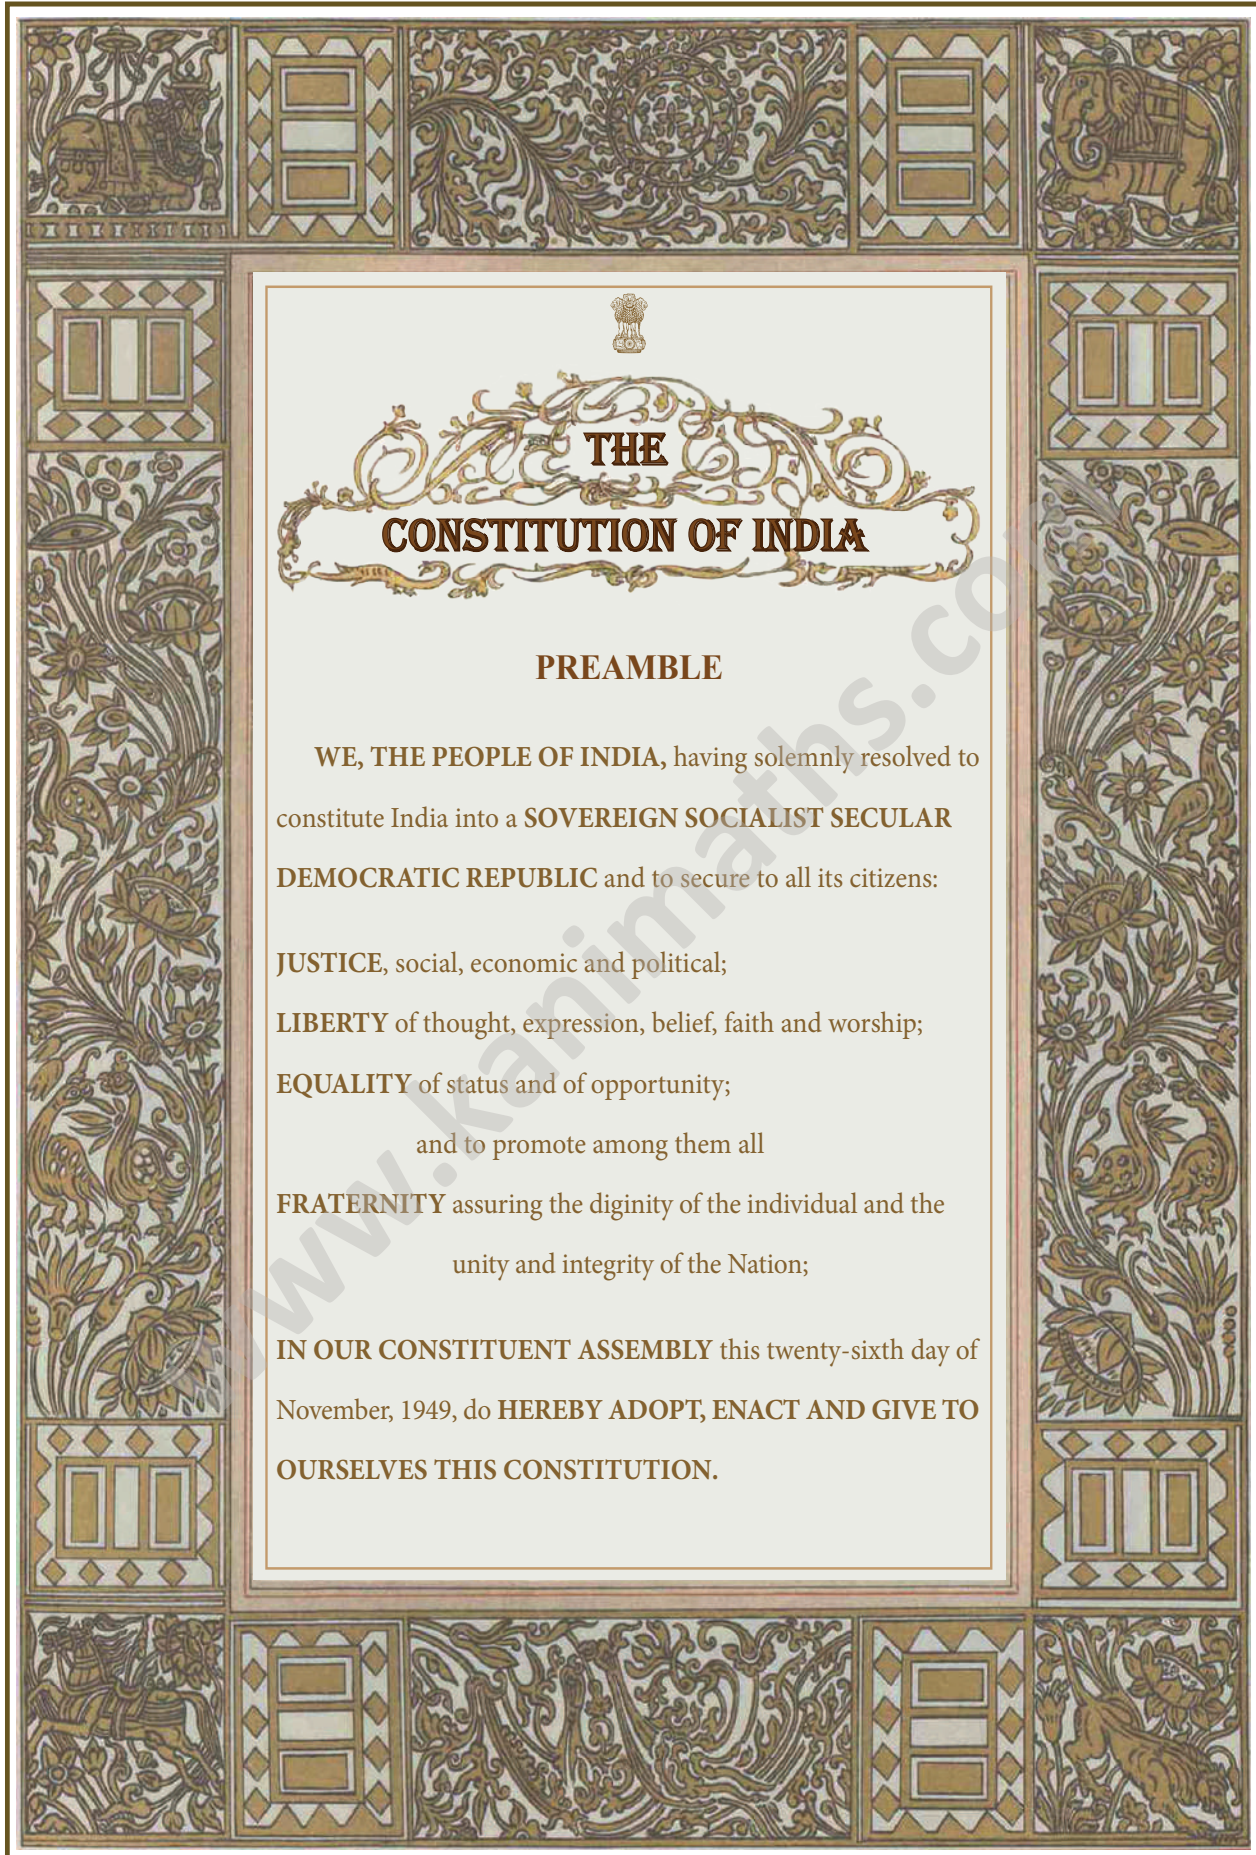 THE
CONSTITUTION OF INDIA
PREAMBLE
WE, THE PEOPLE OF INDIA, having solemnly resolved to
constitute India into a SOVEREIGN SOCIALIST SECULAR
DEMOCRATIC REPUBLIC and to secure to all its citizens:
JUSTICE, social, economic and political;
LIBERTY of thought, expression, belief, faith and worship;
EQUALITY of status and of opportunity;
and to promote among them all
FRATERNITY assuring the diginity of the individual and the
unity and integrity of the Nation;
IN OUR CONSTITUENT ASSEMBLY this twenty-sixth day of
November, 1949, do HEREBY ADOPT, ENACT AND GIVE TO
OURSELVES THIS CONSTITUTION.
www.kanimaths.com